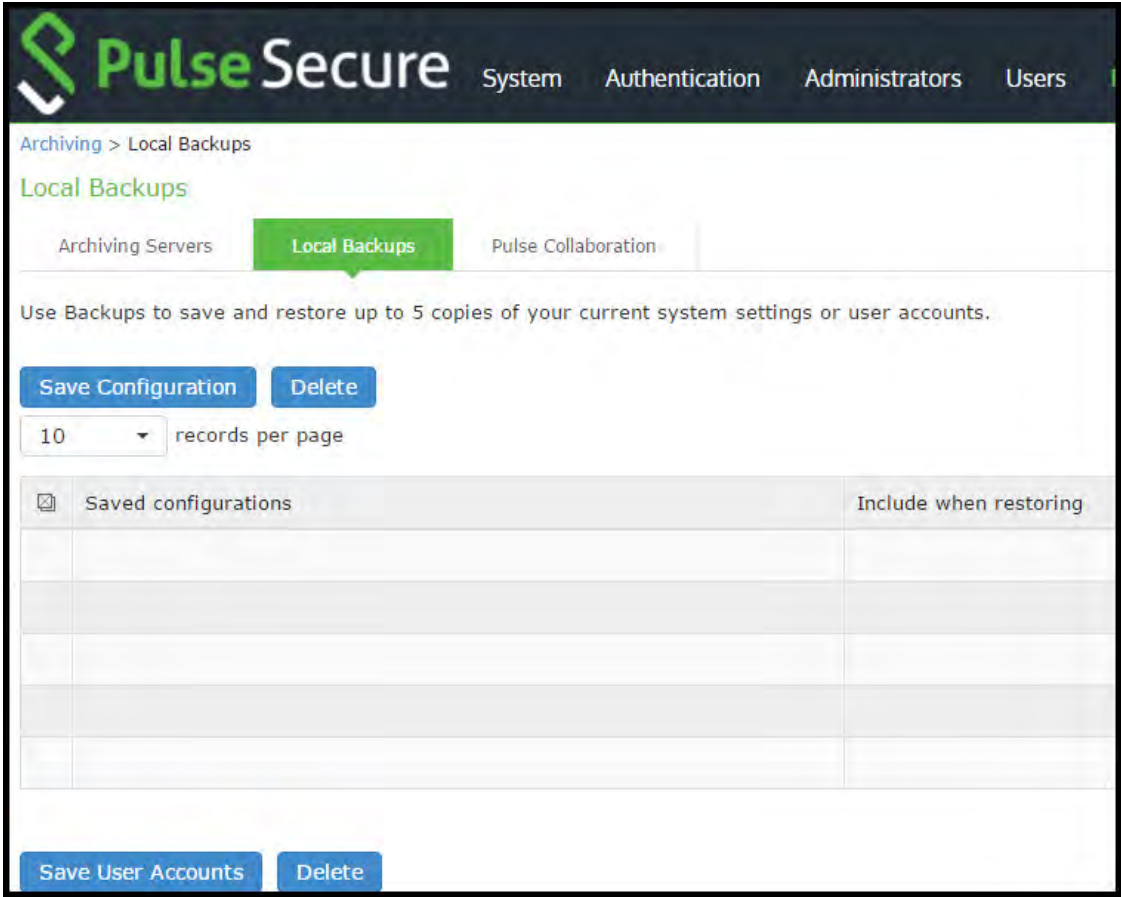 Pulse Secure System Authentication Administrators Users
Archiving > Local Backups
Local Backups
Archiving Servers Local Backups Pulse Collaboration
Use Backups to save and restore up to 5 copies of your current system settings or user accounts.
Save Configuration Delete
10 records per page
Saved configurations Include when restoring
Save User Accounts Delete